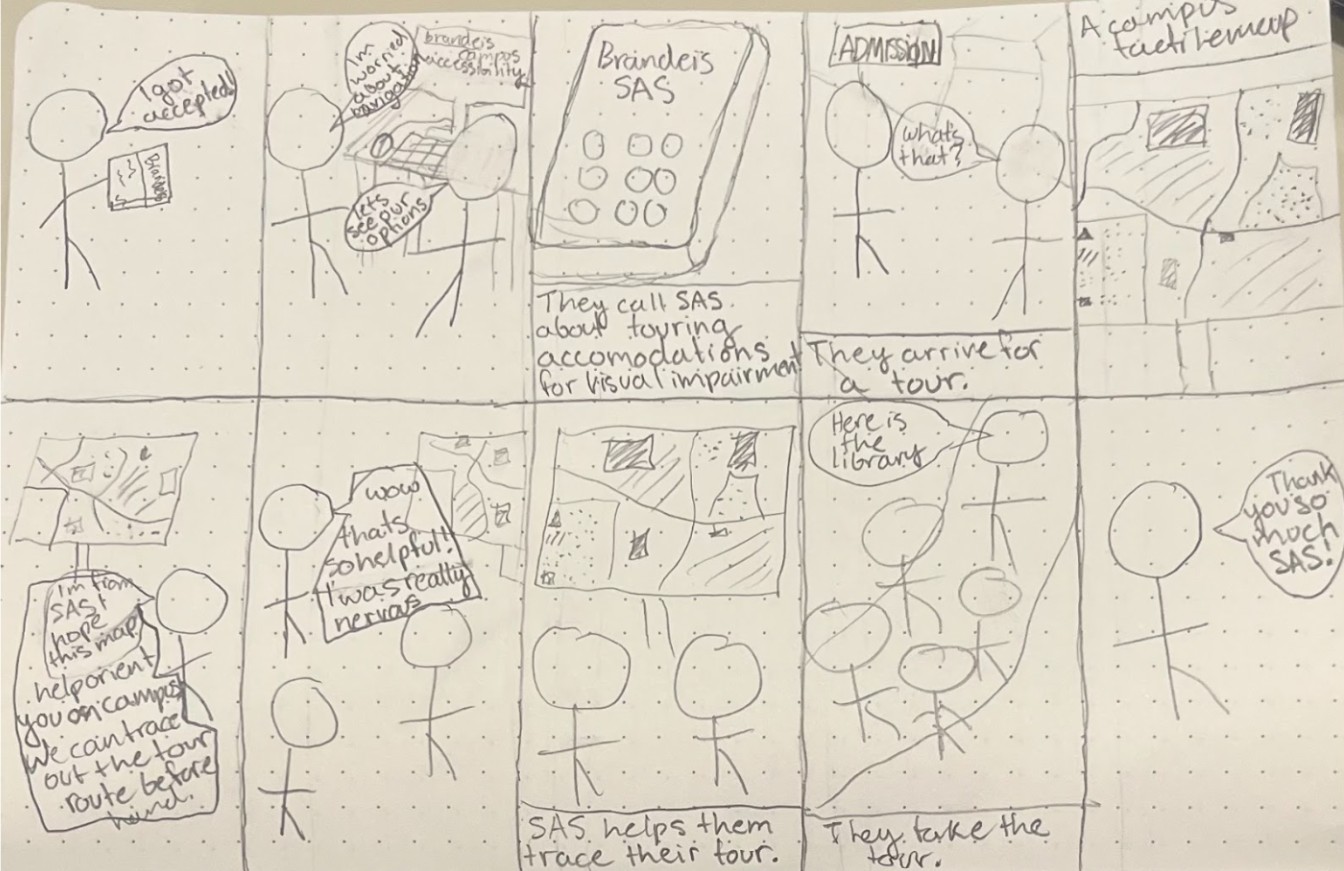 I got
accepted!
Brandeis
I'm
worried
about
navigation
brandeis
campus
accessiality
lets
see our
options
Brandeis
SAS
They call SAS
about touring
accomodations
for visual impairment
ADMISSION
what's
that?
They arrive for
a tour.
A campus
tactile map
I'm from
SAS I
hope
this map
help orient
you on campus
We can trace
out the tour
route before
hand.
wow
thats
so helpful!
I was really
nervous
SAS helps them
trace their tour.
Here is
the
library
They take the
tour.
Thank
you so
much
SAS!